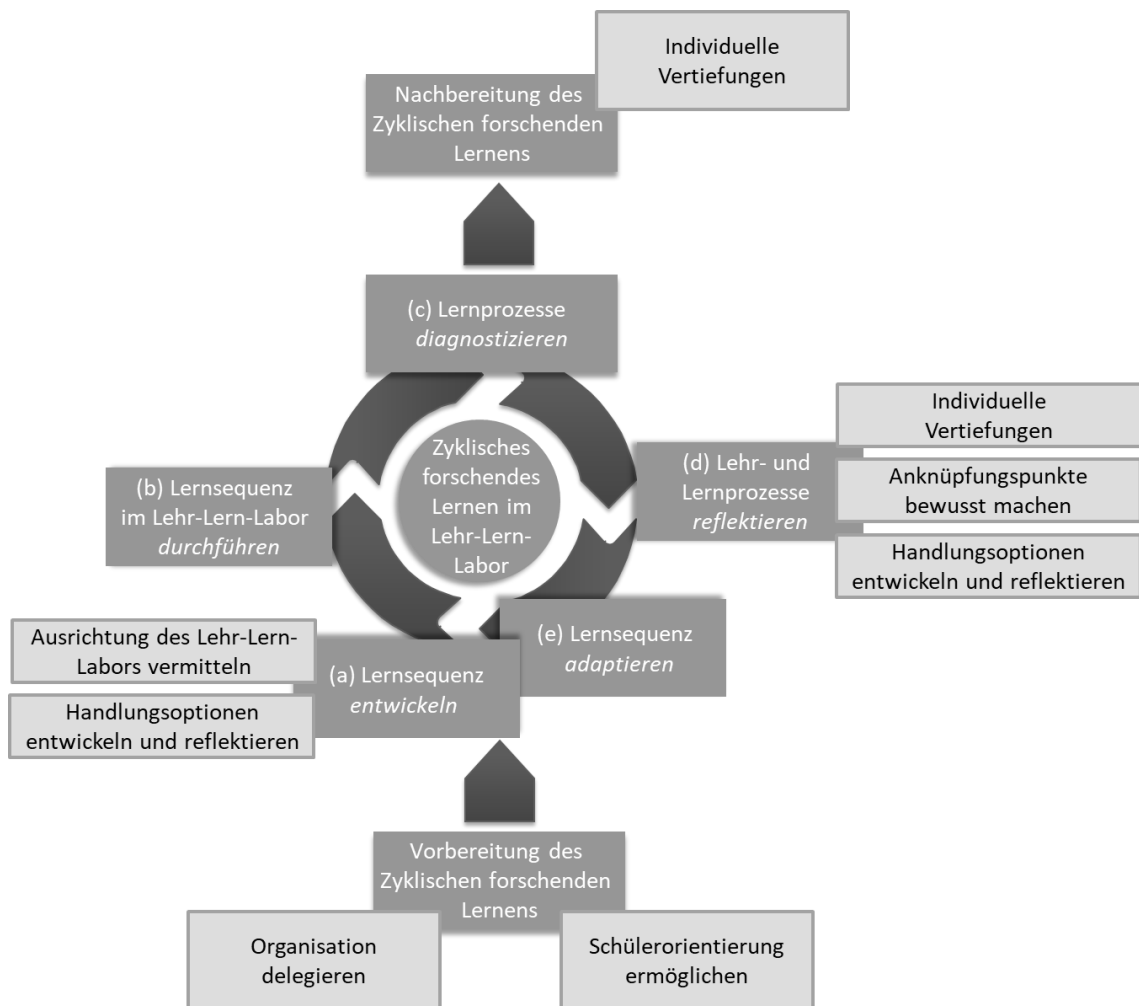 Individuelle
Vertiefungen
Nachbereitung des
Zyklischen forschenden
Lernens
(c) Lernprozesse
diagnostizieren
Zyklisches
forschendes
Lernen im
Lehr-Lern-
Labor
(b) Lernsequenz
im Lehr-Lern-Labor
durchführen
(d) Lehr- und
Lernprozesse
reflektieren
Individuelle
Vertiefungen
Anknüpfungspunkte
bewusst machen
Handlungsoptionen
entwickeln und reflektieren
(e) Lernsequenz
adaptieren
Ausrichtung des Lehr-Lern-
Labors vermitteln
(a) Lernsequenz
entwickeln
Handlungsoptionen
entwickeln und reflektieren
Vorbereitung des
Zyklischen forschenden
Lernens
Organisation
delegieren
Schülerorientierung
ermöglichen